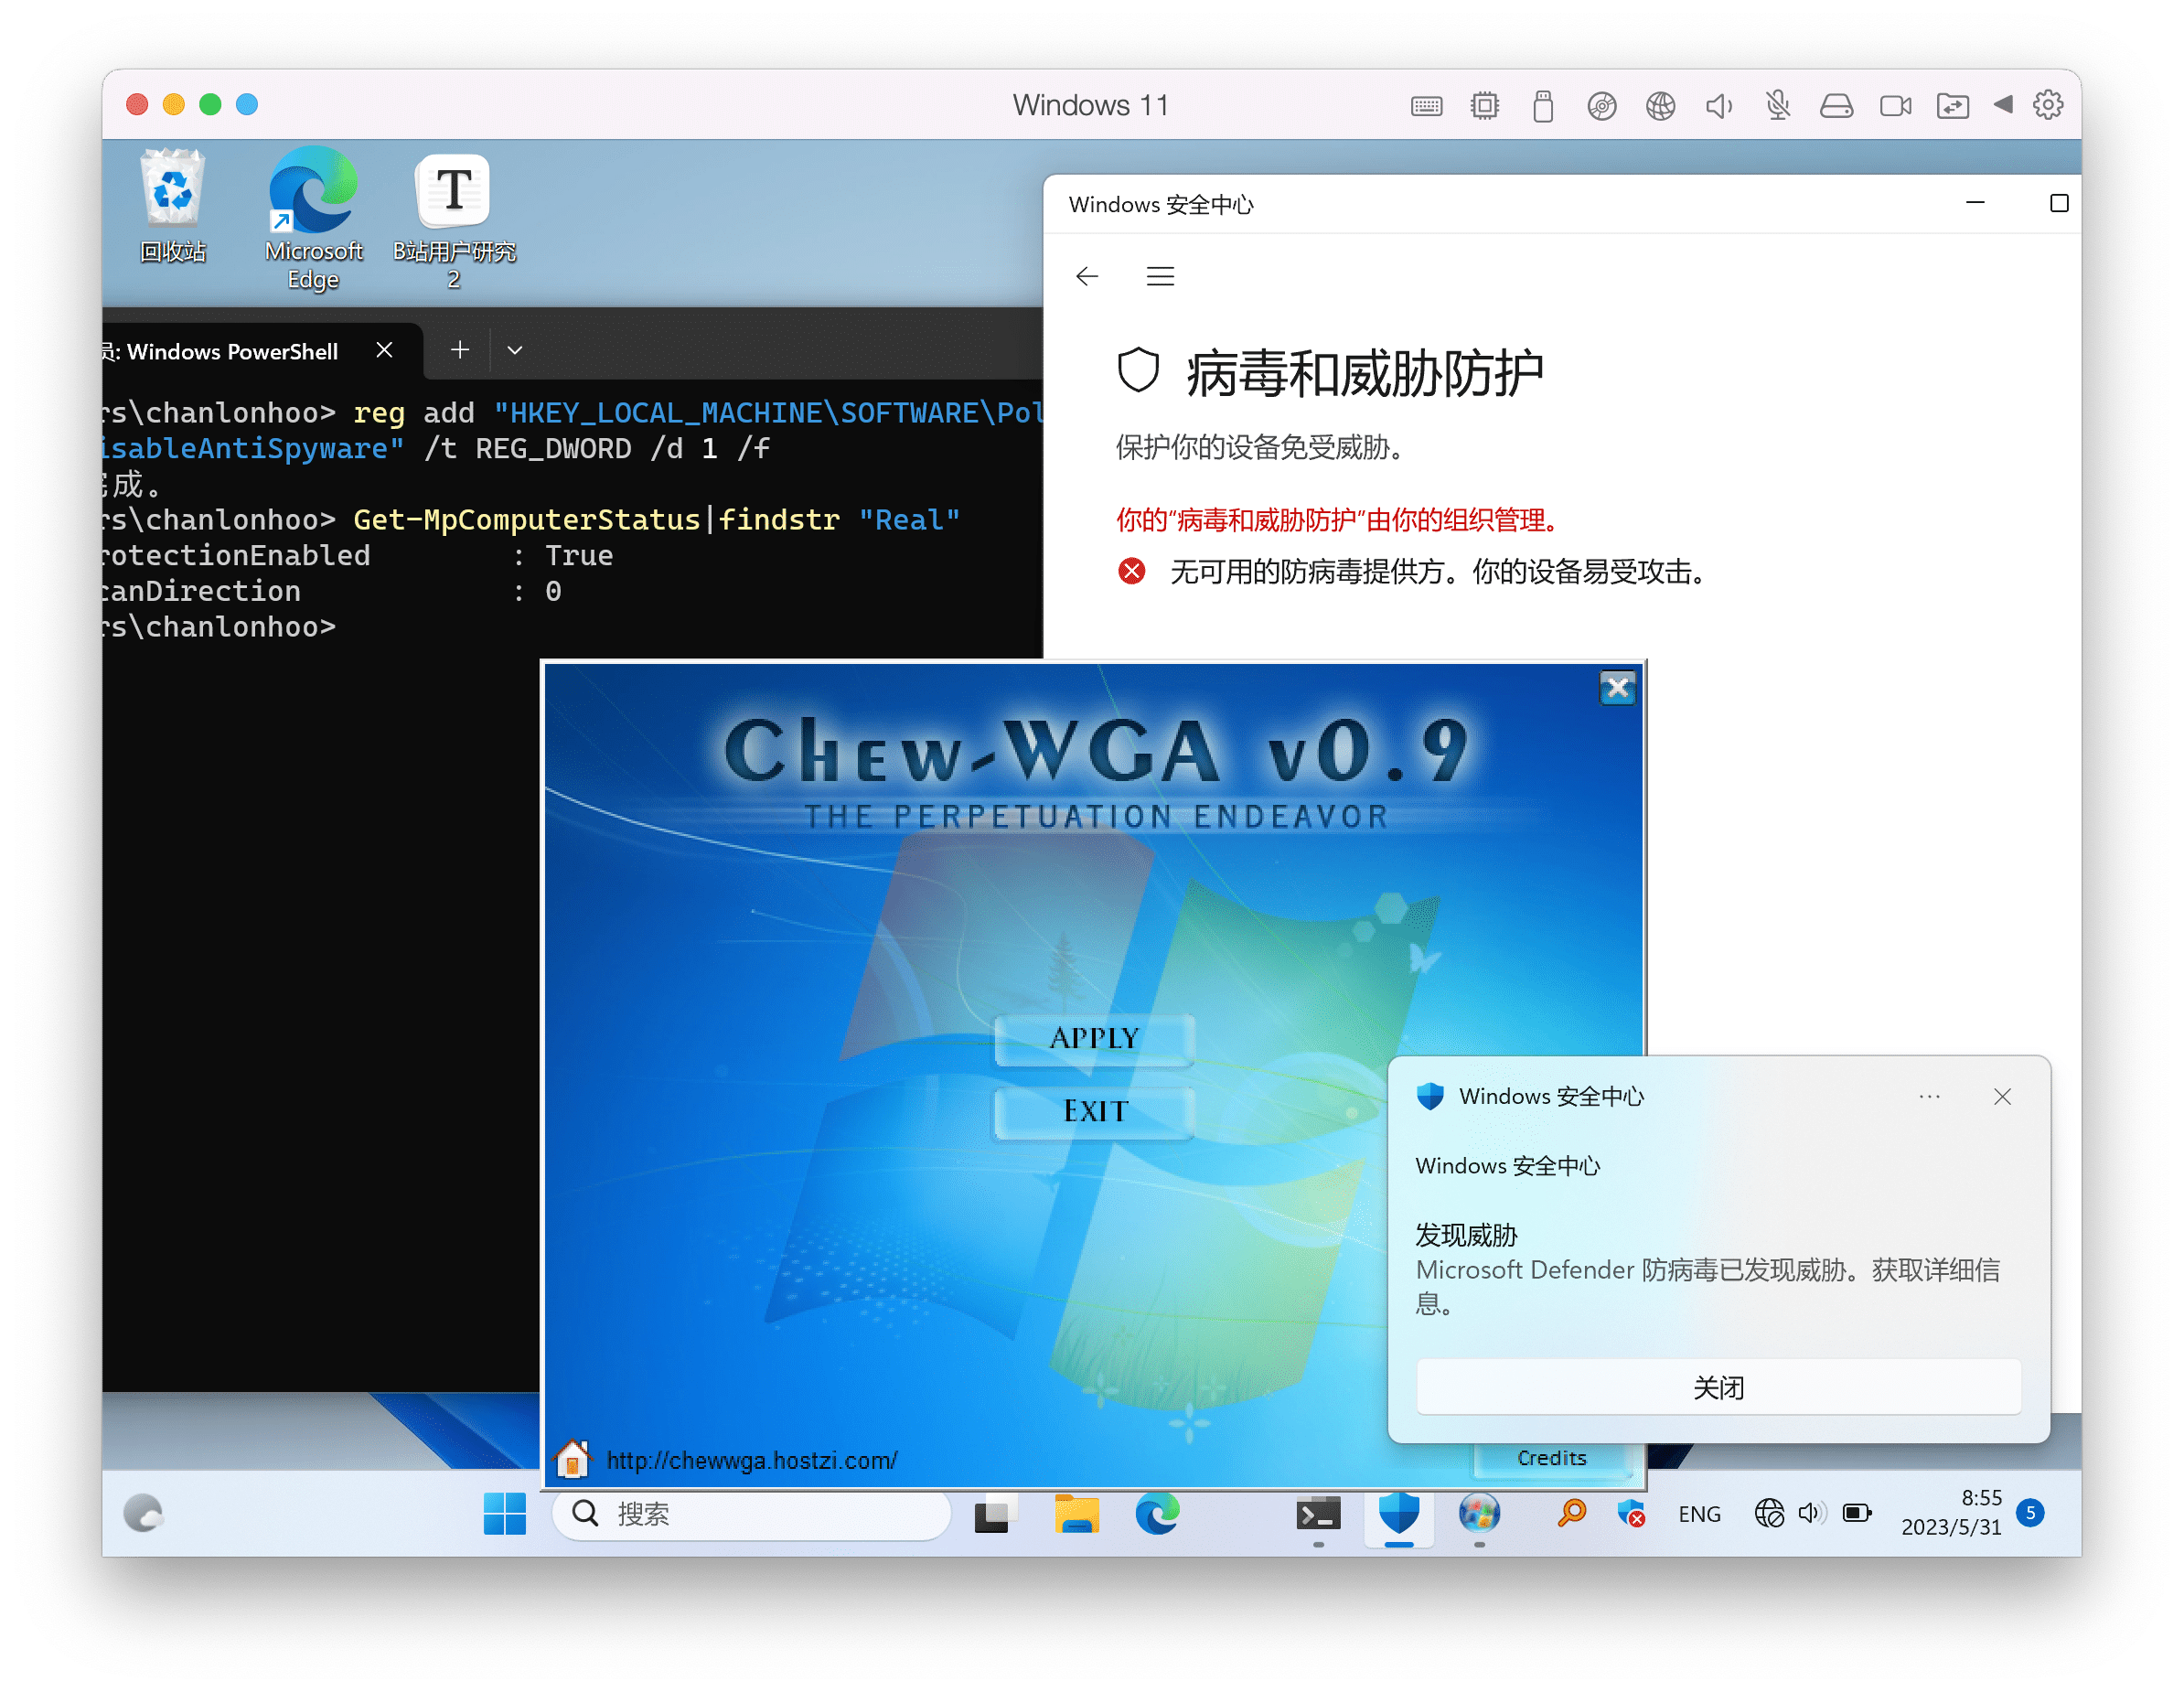 Windows 11
回收站
Microsoft
Edge
T
B站用户研究
2
Windows 安全中心
员: Windows PowerShell
rs\chanlonhoo> reg add "HKEY_LOCAL_MACHINE\SOFTWARE\Pol
isableAntiSpyware" /t REG_DWORD /d 1 /f
完成。
rs\chanlonhoo> Get-MpComputerStatus|findstr "Real"
rotectionEnabled : True
canDirection : 0
rs\chanlonhoo>
病毒和威胁防护
保护你的设备免受威胁。
你的“病毒和威胁防护”由你的组织管理。
无可用的防病毒提供方。你的设备易受攻击。
Chew-WGA v0.9
THE PERPETUATION ENDEAVOR
APPLY
EXIT
http://chewwga.hostzi.com/
Credits
Windows 安全中心
Windows 安全中心
发现威胁
Microsoft Defender 防病毒已发现威胁。获取详细信
息。
关闭
搜索
ENG
8:55
2023/5/31
5